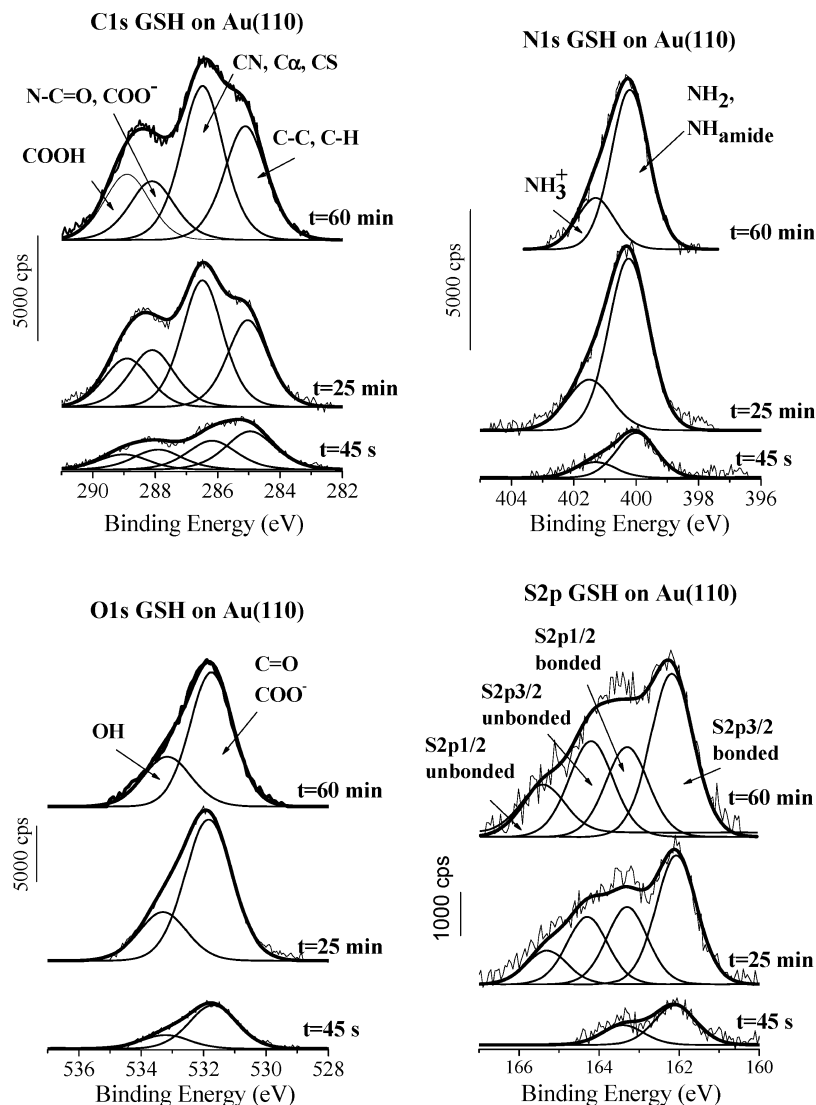 C1s GSH on Au(110)
CN, Cα, CS
N-C=O, COO⁻
COOH
C-C, C-H
t=60 min
5000 cps
t=25 min
t=45 s
290 288 286 284 282
Binding Energy (eV)
N1s GSH on Au(110)
NH₂,
NH_amide
NH₃⁺
t=60 min
5000 cps
t=25 min
t=45 s
404 402 400 398 396
Binding Energy (eV)
O1s GSH on Au(110)
C=O
COO⁻
OH
t=60 min
5000 cps
t=25 min
t=45 s
536 534 532 530 528
Binding Energy (eV)
S2p GSH on Au(110)
S2p1/2
bonded
S2p3/2
unbonded
S2p1/2
unbonded
S2p3/2
bonded
t=60 min
1000 cps
t=25 min
t=45 s
166 164 162 160
Binding Energy (eV)